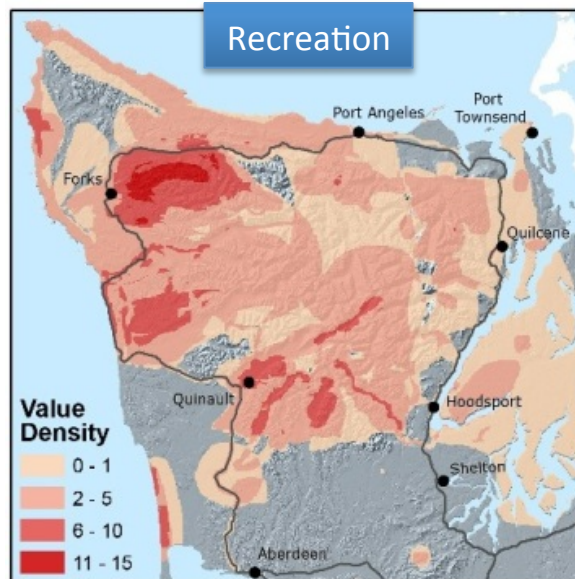 Recreation
Port
Townsend
Port Angeles
Forks
Quilcene
Quinault
Hoodsport
Shelton
Aberdeen
Value
Density
0 - 1
2 - 5
6 - 10
11 - 15